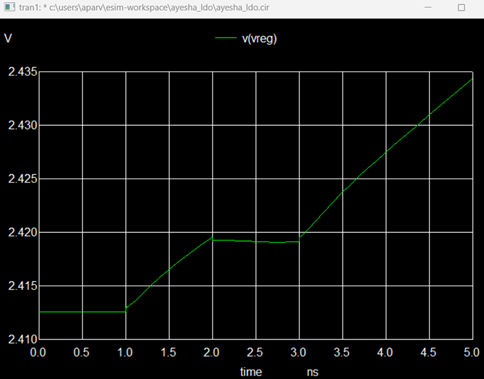 tran1: * c:\users\aparv\esim-workspace\ayesha_ldo\ayesha_ldo.cir
V
v(vreg)
2.435
2.430
2.425
2.420
2.415
2.410
0.0 0.5 1.0 1.5 2.0 2.5 3.0 3.5 4.0 4.5 5.0
time ns